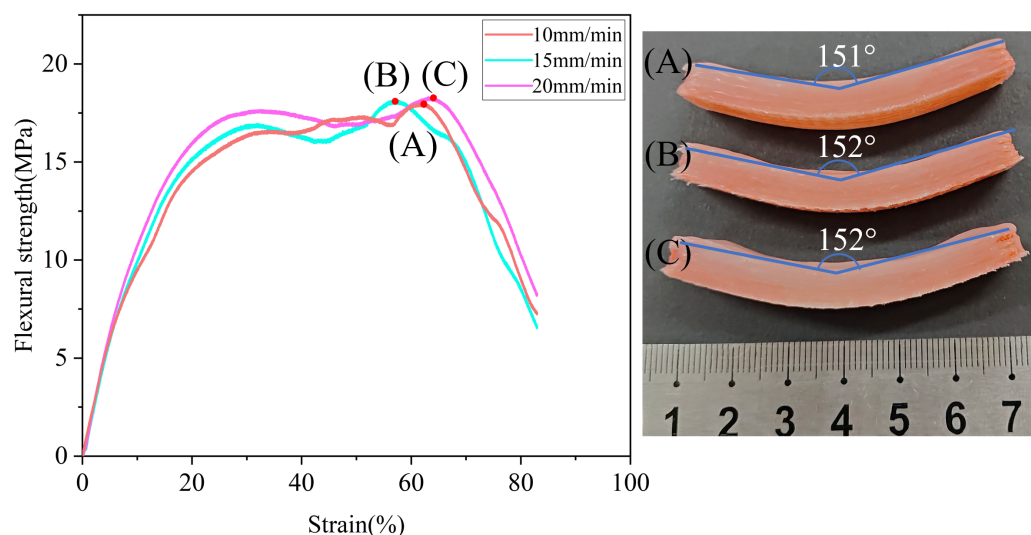 Flexural strength(MPa)
20
15
10
5
0
0 20 40 60 80 100
Strain(%)
10mm/min
15mm/min
20mm/min
(B) (C)
(A)
(A) 151°
(B) 152°
(C) 152°
1 2 3 4 5 6 7